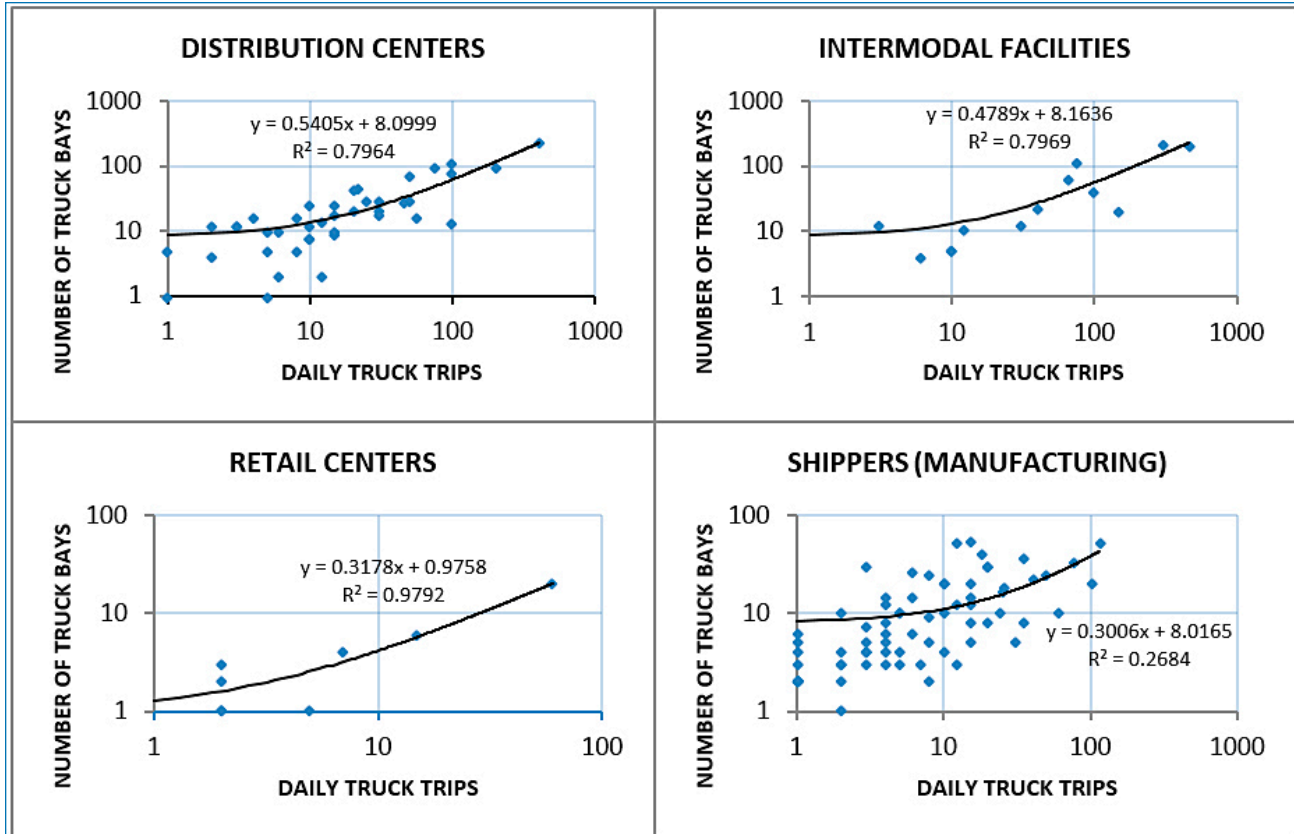 DISTRIBUTION CENTERS
NUMBER OF TRUCK BAYS
1000
100
10
1
y = 0.5405x + 8.0999
R² = 0.7964
1 10 100 1000
DAILY TRUCK TRIPS
INTERMODAL FACILITIES
NUMBER OF TRUCK BAYS
1000
100
10
1
y = 0.4789x + 8.1636
R² = 0.7969
1 10 100 1000
DAILY TRUCK TRIPS
RETAIL CENTERS
NUMBER OF TRUCK BAYS
100
10
1
y = 0.3178x + 0.9758
R² = 0.9792
1 10 100
DAILY TRUCK TRIPS
SHIPPERS (MANUFACTURING)
NUMBER OF TRUCK BAYS
100
10
1
y = 0.3006x + 8.0165
R² = 0.2684
1 10 100 1000
DAILY TRUCK TRIPS